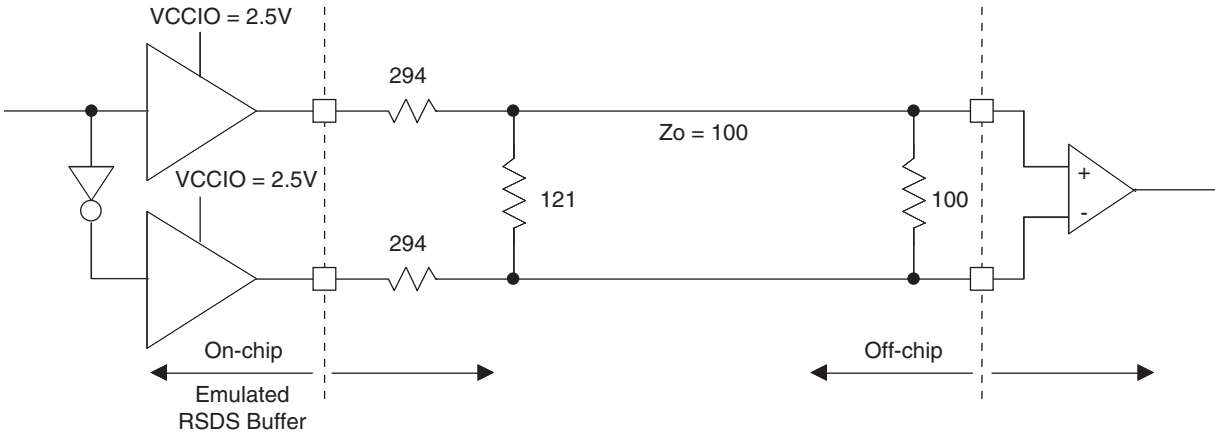 VCCIO = 2.5V
294
Zo = 100
VCCIO = 2.5V
121
100
+
-
294
On-chip
Off-chip
Emulated
RSDS Buffer